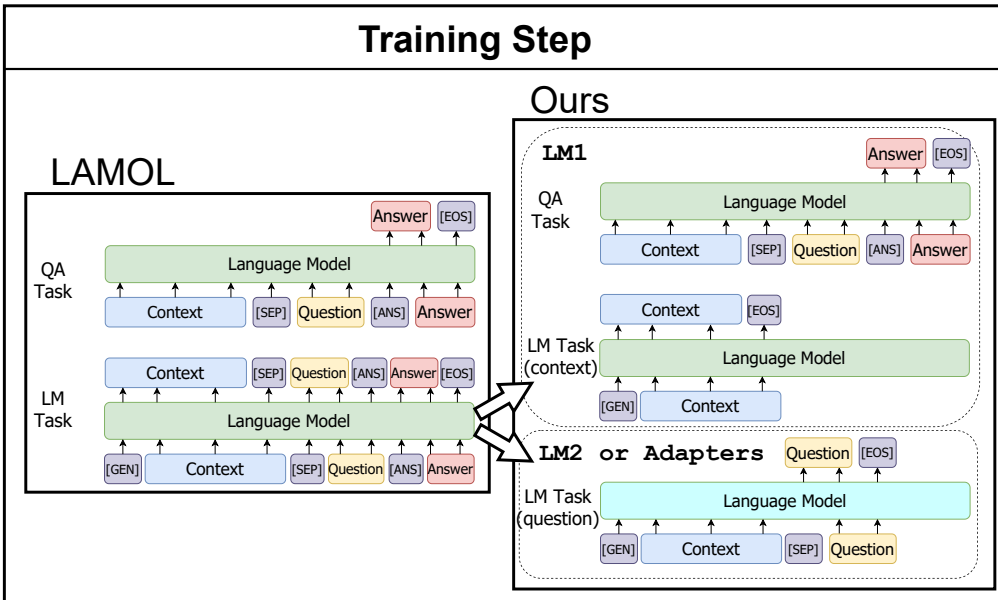 Training Step
LAMOL
Answer [EOS]
QA
Task
Language Model
Context [SEP] Question [ANS] Answer
Context [SEP] Question [ANS] Answer [EOS]
LM
Task
Language Model
[GEN] Context [SEP] Question [ANS] Answer
Ours
LM1
Answer [EOS]
QA
Task
Language Model
Context [SEP] Question [ANS] Answer
Context [EOS]
LM Task
(context)
Language Model
[GEN] Context
LM2 or Adapters
Question [EOS]
LM Task
(question)
Language Model
[GEN] Context [SEP] Question